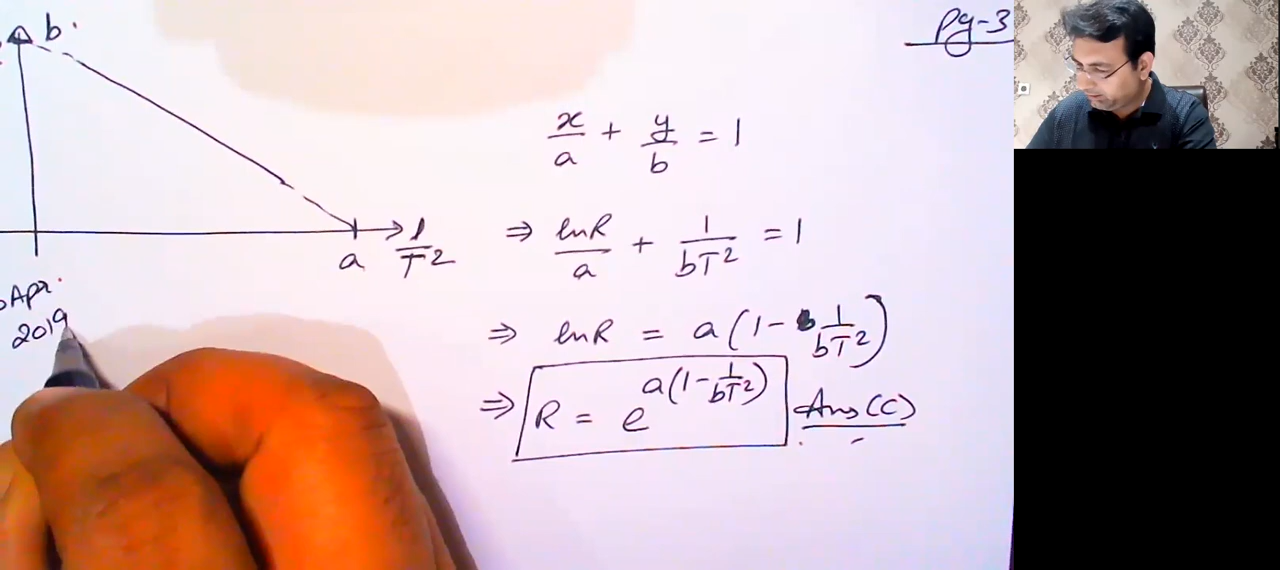 pg-3
b.
x/a + y/b = 1
a 1/T²
⇒ lnR/a + 1/bT² = 1
Apr.
2019
⇒ lnR = a(1 - 1/bT²)
⇒ R = e^a(1-1/bT²) Ans(C)